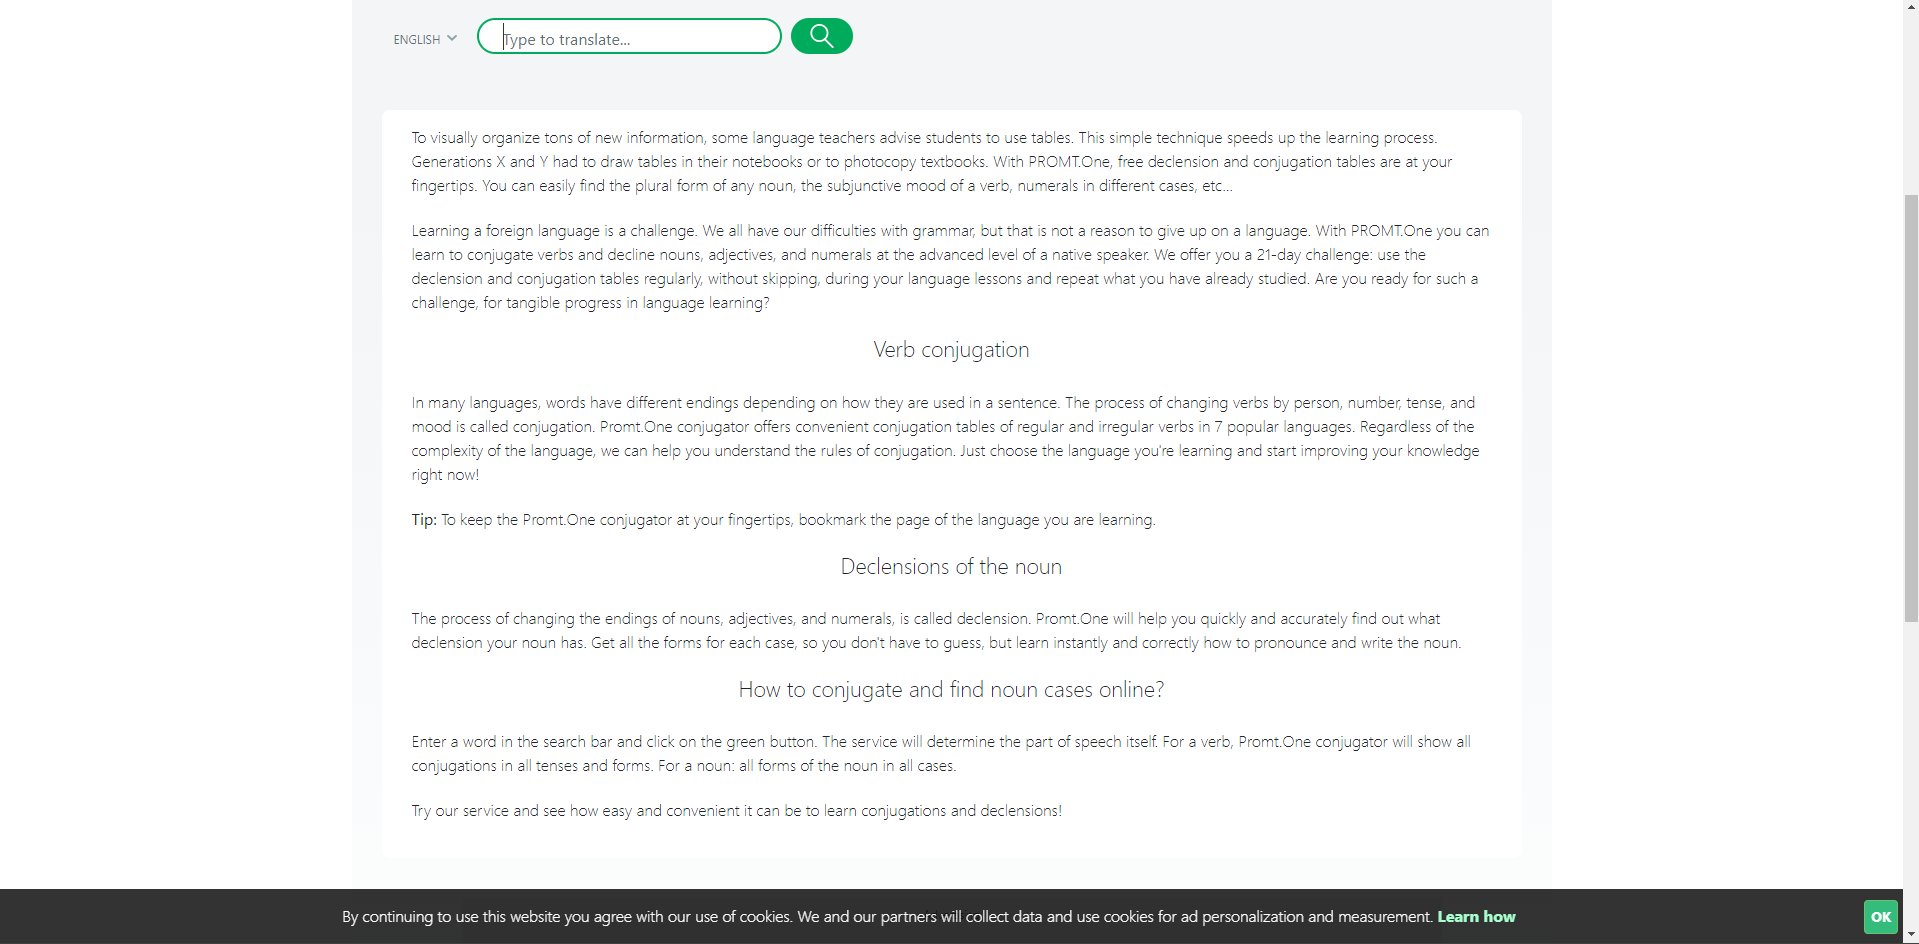 ENGLISH
Type to translate...
To visually organize tons of new information, some language teachers advise students to use tables. This simple technique speeds up the learning process.
Generations X and Y had to draw tables in their notebooks or to photocopy textbooks. With PROMT.One, free declension and conjugation tables are at your
fingertips. You can easily find the plural form of any noun, the subjunctive mood of a verb, numerals in different cases, etc...
Learning a foreign language is a challenge. We all have our difficulties with grammar, but that is not a reason to give up on a language. With PROMT.One you can
learn to conjugate verbs and decline nouns, adjectives, and numerals at the advanced level of a native speaker. We offer you a 21-day challenge: use the
declension and conjugation tables regularly, without skipping, during your language lessons and repeat what you have already studied. Are you ready for such a
challenge, for tangible progress in language learning?
Verb conjugation
In many languages, words have different endings depending on how they are used in a sentence. The process of changing verbs by person, number, tense, and
mood is called conjugation. Promt.One conjugator offers convenient conjugation tables of regular and irregular verbs in 7 popular languages. Regardless of the
complexity of the language, we can help you understand the rules of conjugation. Just choose the language you're learning and start improving your knowledge
right now!
Tip: To keep the Promt.One conjugator at your fingertips, bookmark the page of the language you are learning.
Declensions of the noun
The process of changing the endings of nouns, adjectives, and numerals, is called declension. Promt.One will help you quickly and accurately find out what
declension your noun has. Get all the forms for each case, so you don't have to guess, but learn instantly and correctly how to pronounce and write the noun.
How to conjugate and find noun cases online?
Enter a word in the search bar and click on the green button. The service will determine the part of speech itself. For a verb, Promt.One conjugator will show all
conjugations in all tenses and forms. For a noun: all forms of the noun in all cases.
Try our service and see how easy and convenient it can be to learn conjugations and declensions!
By continuing to use this website you agree with our use of cookies. We and our partners will collect data and use cookies for ad personalization and measurement. Learn how
OK